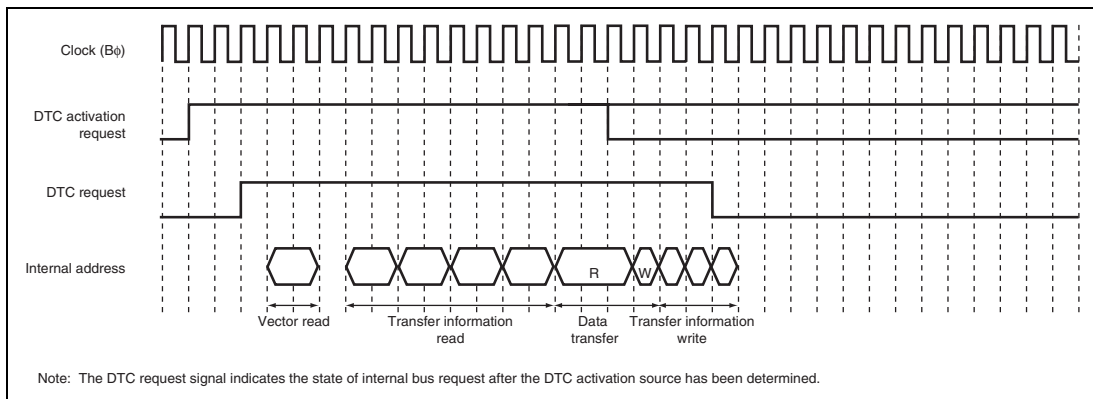 Clock (Bϕ)
DTC activation
request
DTC request
Internal address
R
W
Vector read
Transfer information
read
Data
transfer
Transfer information
write
Note: The DTC request signal indicates the state of internal bus request after the DTC activation source has been determined.